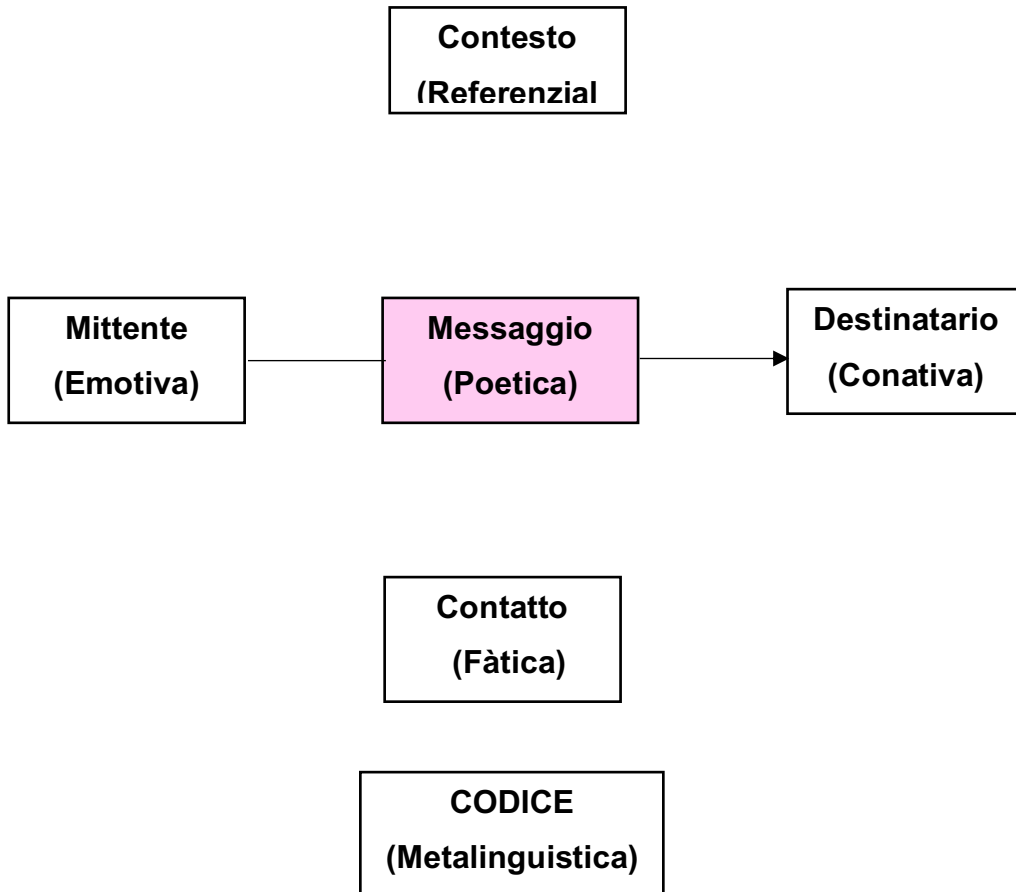 Contesto
(Referenzial
Mittente
(Emotiva)
Messaggio
(Poetica)
Destinatario
(Conativa)
Contatto
(Fàtica)
CODICE
(Metalinguistica)